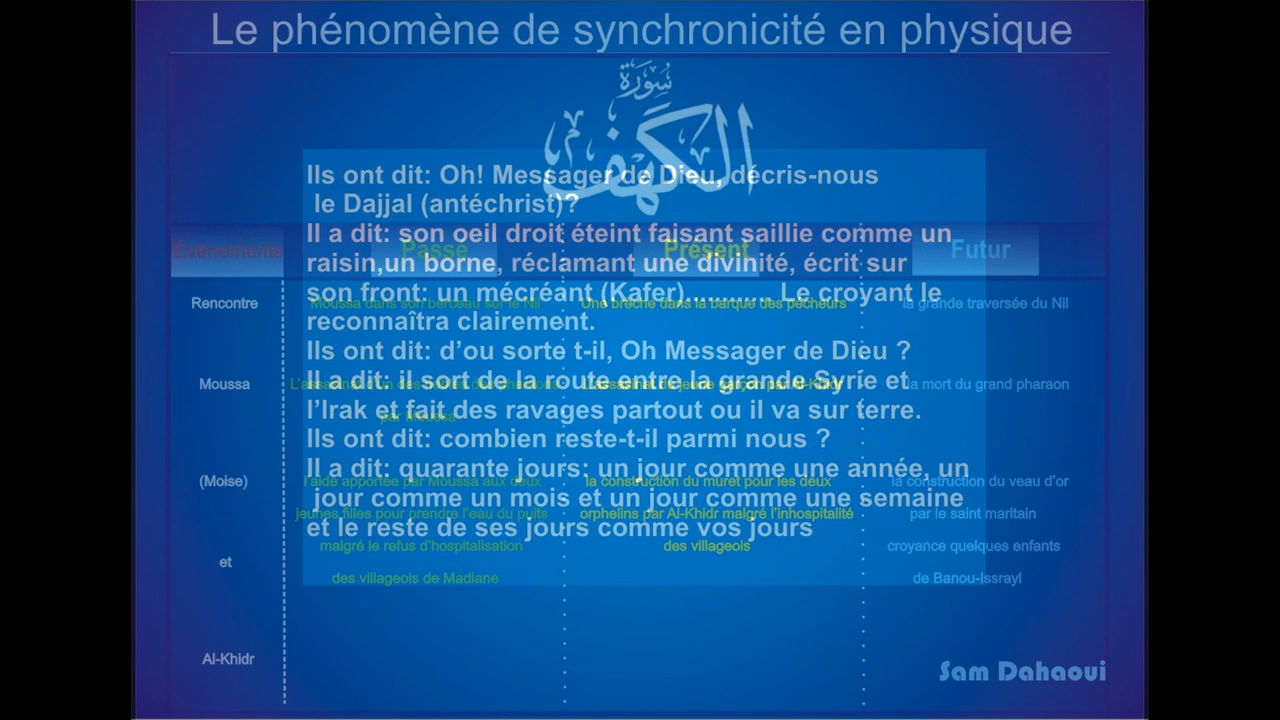 Le phénomène de synchronicité en physique
سُورَة
الكهف
Ils ont dit: Oh! Messager de Dieu, décris-nous
le Dajjal (antéchrist)?
Il a dit: son oeil droit éteint faisant saillie comme un
raisin,un borne, réclamant une divinité, écrit sur
son front: un mécréant (Kafer)............ Le croyant le
reconnaîtra clairement.
Ils ont dit: d’ou sorte t-il, Oh Messager de Dieu ?
Il a dit: il sort de la route entre la grande Syrie et
l’Irak et fait des ravages partout ou il va sur terre.
Ils ont dit: combien reste-t-il parmi nous ?
Il a dit: quarante jours: un jour comme une année, un
jour comme un mois et un jour comme une semaine
et le reste de ses jours comme vos jours
Évènements Passé Présent Futur
Rencontre Moussa dans son berceau sur le Nil Une brèche dans la barque des pêcheurs la grande traversée du Nil
Moussa L’assassinat d’un des la mort du grand pharaon
par Moussa
(Moise) l’aide apportée par Moussa aux deux la construction du muret pour les deux la construction du veau d’or
jeunes filles pour prendre l’eau du puits orphelins par Al-Khidr malgré l’inhospitalité par le saint maritain
malgré le refus d’hospitalisation des villageois croyance quelques enfants
et
des villageois de Madiane de Banou-Issrayl
Al-Khidr
Sam Dahaoui